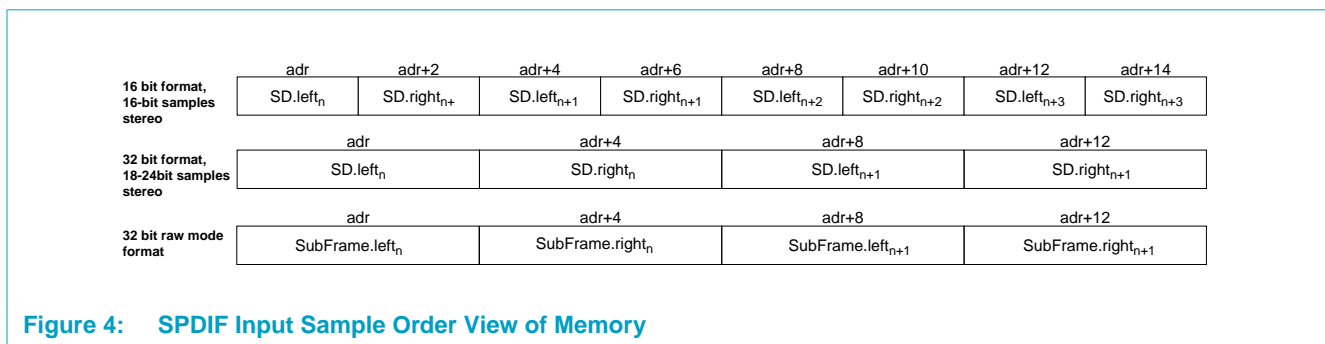 adr adr+2 adr+4 adr+6 adr+8 adr+10 adr+12 adr+14
16 bit format,
16-bit samples
stereo
SD.leftₙ SD.rightₙ₊ SD.leftₙ₊₁ SD.rightₙ₊₁ SD.leftₙ₊₂ SD.rightₙ₊₂ SD.leftₙ₊₃ SD.rightₙ₊₃
adr adr+4 adr+8 adr+12
32 bit format,
18-24bit samples
stereo
SD.leftₙ SD.rightₙ SD.leftₙ₊₁ SD.rightₙ₊₁
adr adr+4 adr+8 adr+12
32 bit raw mode
format
SubFrame.leftₙ SubFrame.rightₙ SubFrame.leftₙ₊₁ SubFrame.rightₙ₊₁
Figure 4: SPDIF Input Sample Order View of Memory